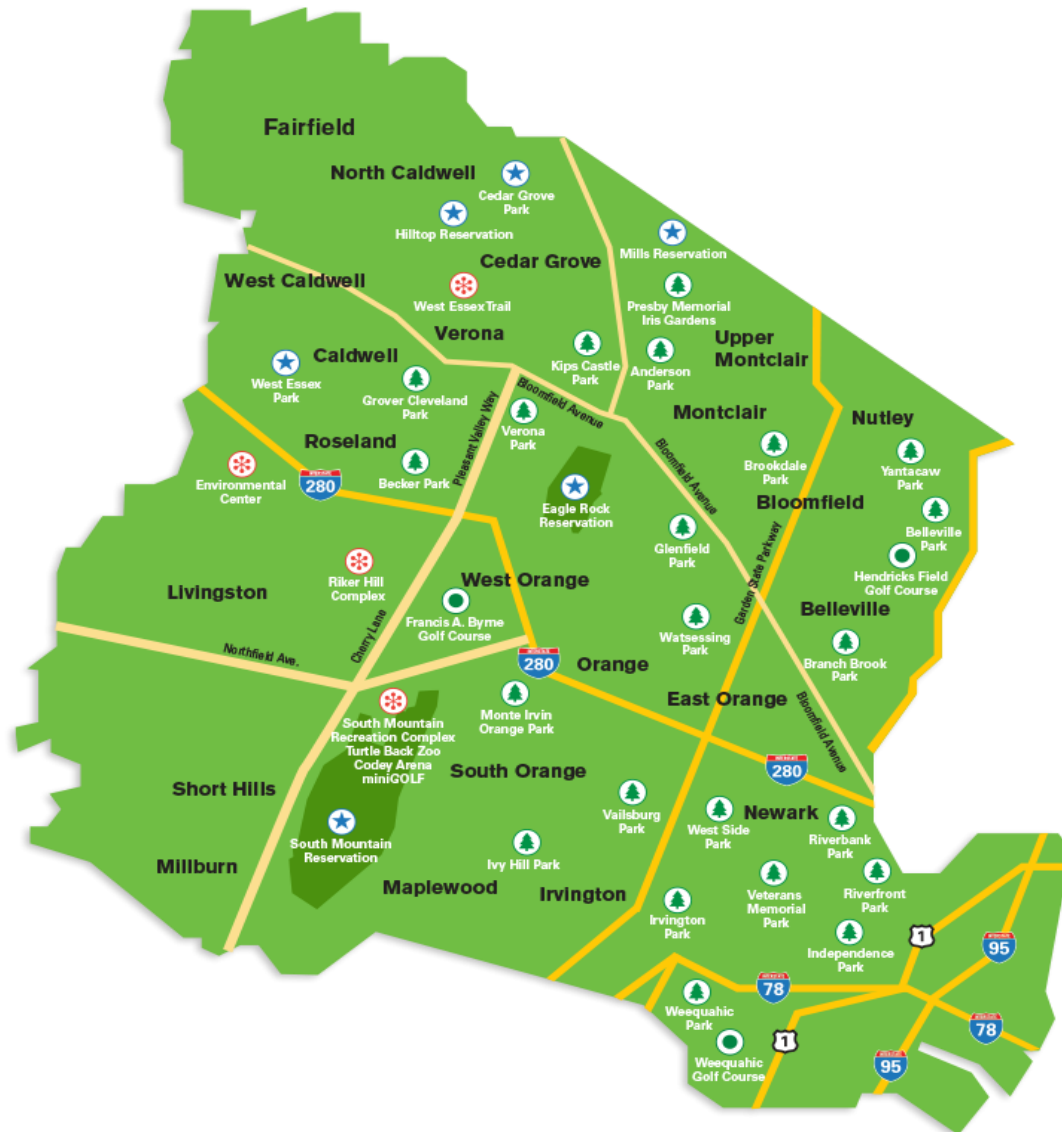 Fairfield
North Caldwell
Cedar Grove
Park
Hilltop Reservation
Mills Reservation
Cedar Grove
West Caldwell
West Essex Trail
Presby Memorial
Iris Gardens
Verona
Upper
Montclair
Caldwell
West Essex
Park
Grover Cleveland
Park
Kips Castle
Park
Anderson
Park
Bloomfield Avenue
Pleasant Valley Way
Verona
Park
Montclair
Nutley
Roseland
Becker Park
Environmental
Center
INTERSTATE
280
Eagle Rock
Reservation
Bloomfield Avenue
Brookdale
Park
Yantacaw
Park
Bloomfield
Belleville
Park
Glenfield
Park
Garden State Parkway
Hendricks Field
Golf Course
Livingston
Riker Hill
Complex
West Orange
Francis A. Byrne
Golf Course
Cherry Lane
Northfield Ave.
Watsessing
Park
Belleville
Branch Brook
Park
INTERSTATE
280
Orange
East Orange
Bloomfield Avenue
Monte Irvin
Orange Park
South Mountain
Recreation Complex
Turtle Back Zoo
Codey Arena
miniGOLF
South Orange
INTERSTATE
280
Short Hills
South Mountain
Reservation
Millburn
Maplewood
Ivy Hill Park
Vailsburg
Park
West Side
Park
Newark
Riverbank
Park
Irvington
Irvington
Park
Veterans
Memorial
Park
Riverfront
Park
Independence
Park
1
INTERSTATE
95
INTERSTATE
78
Weequahic
Park
1
INTERSTATE
78
Weequahic
Golf Course
INTERSTATE
95